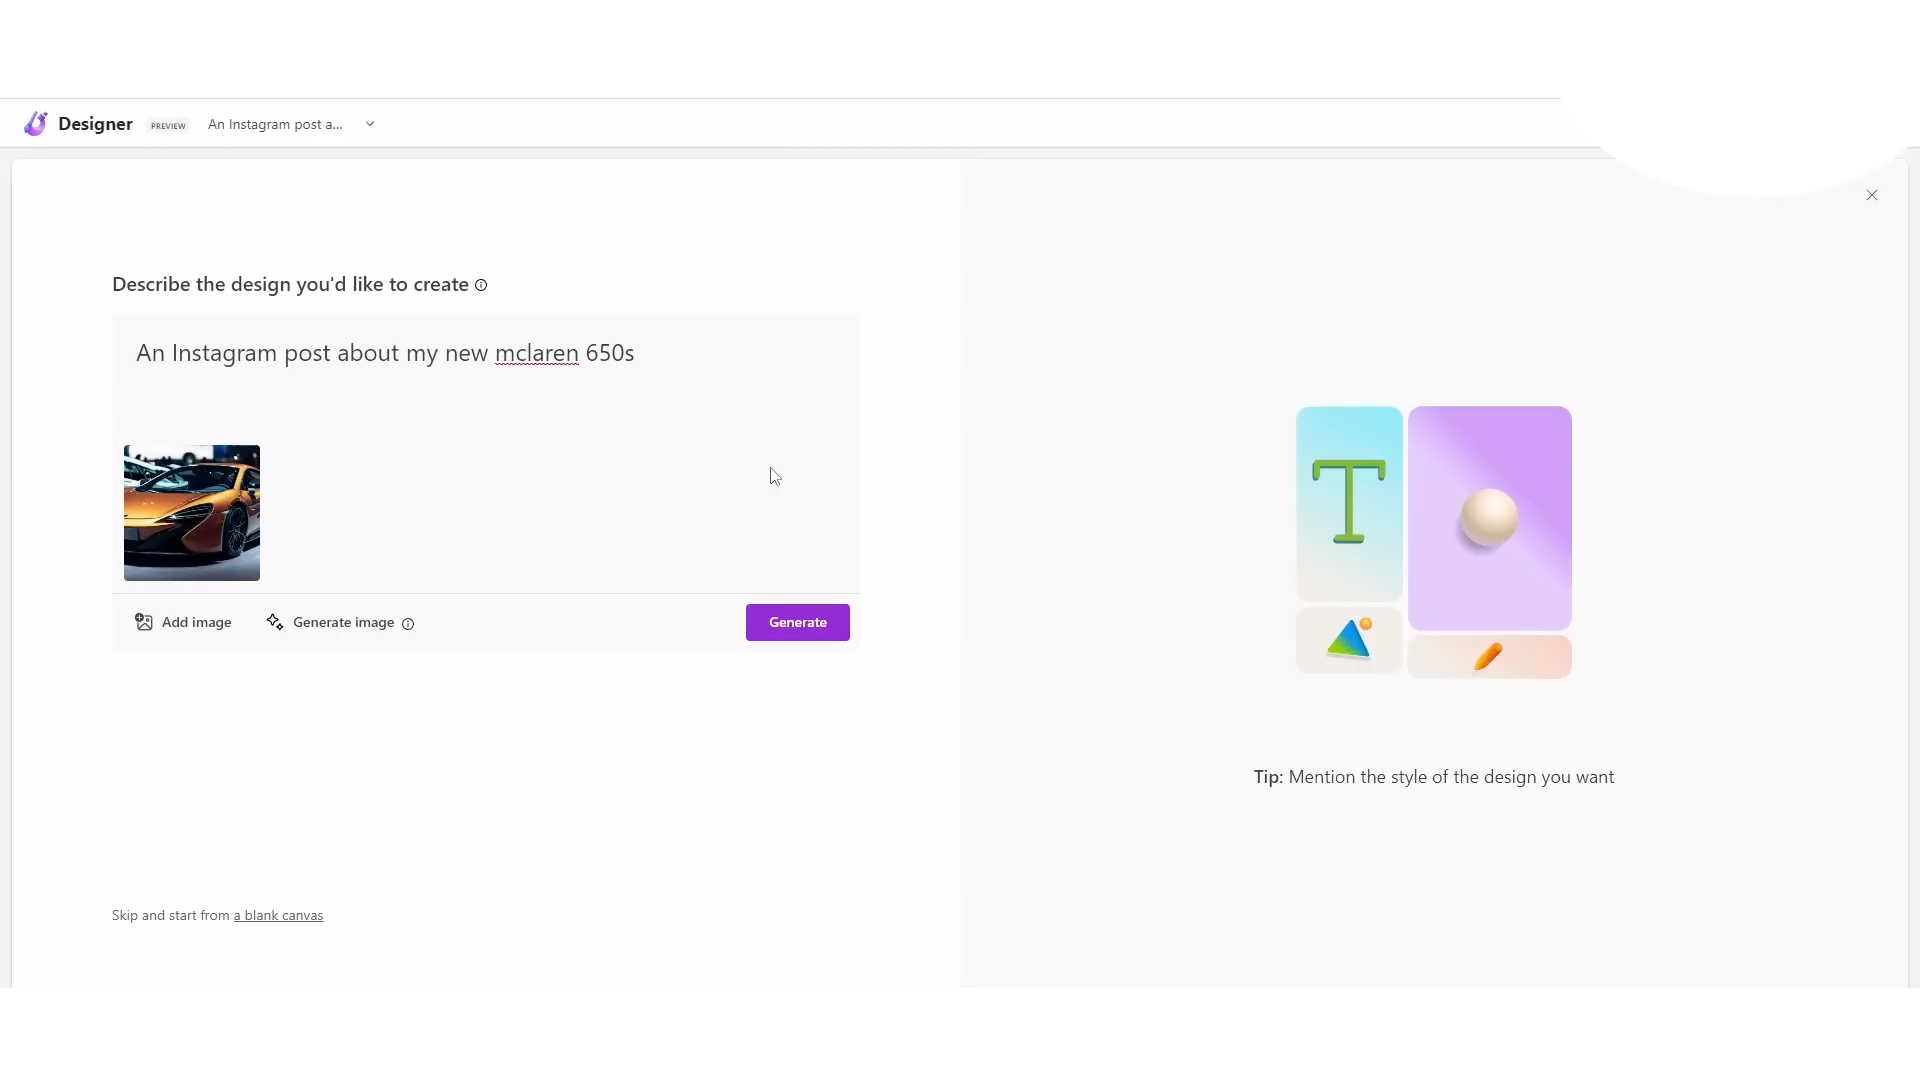 Designer PREVIEW An Instagram post a...
Describe the design you'd like to create
An Instagram post about my new mclaren 650s
Add image Generate image Generate
T
Tip: Mention the style of the design you want
Skip and start from a blank canvas